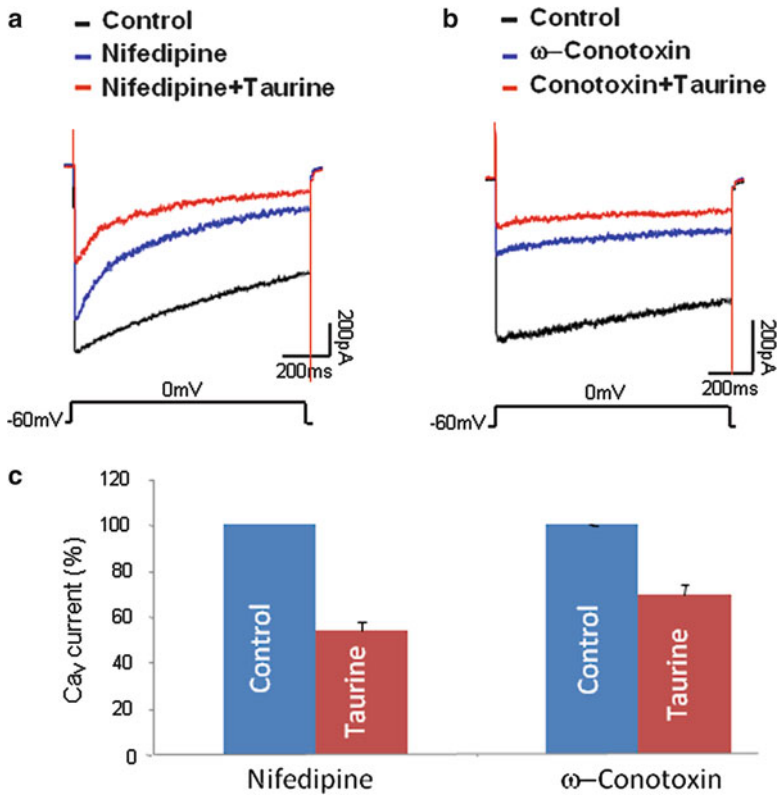 a
Control
Nifedipine
Nifedipine+Taurine
200pA
200ms
0mV
-60mV
b
Control
ω–Conotoxin
Conotoxin+Taurine
200pA
200ms
0mV
-60mV
c
Caᵥ current (%)
120
100
80
60
40
20
0
Control
Taurine
Control
Taurine
Nifedipine
ω–Conotoxin